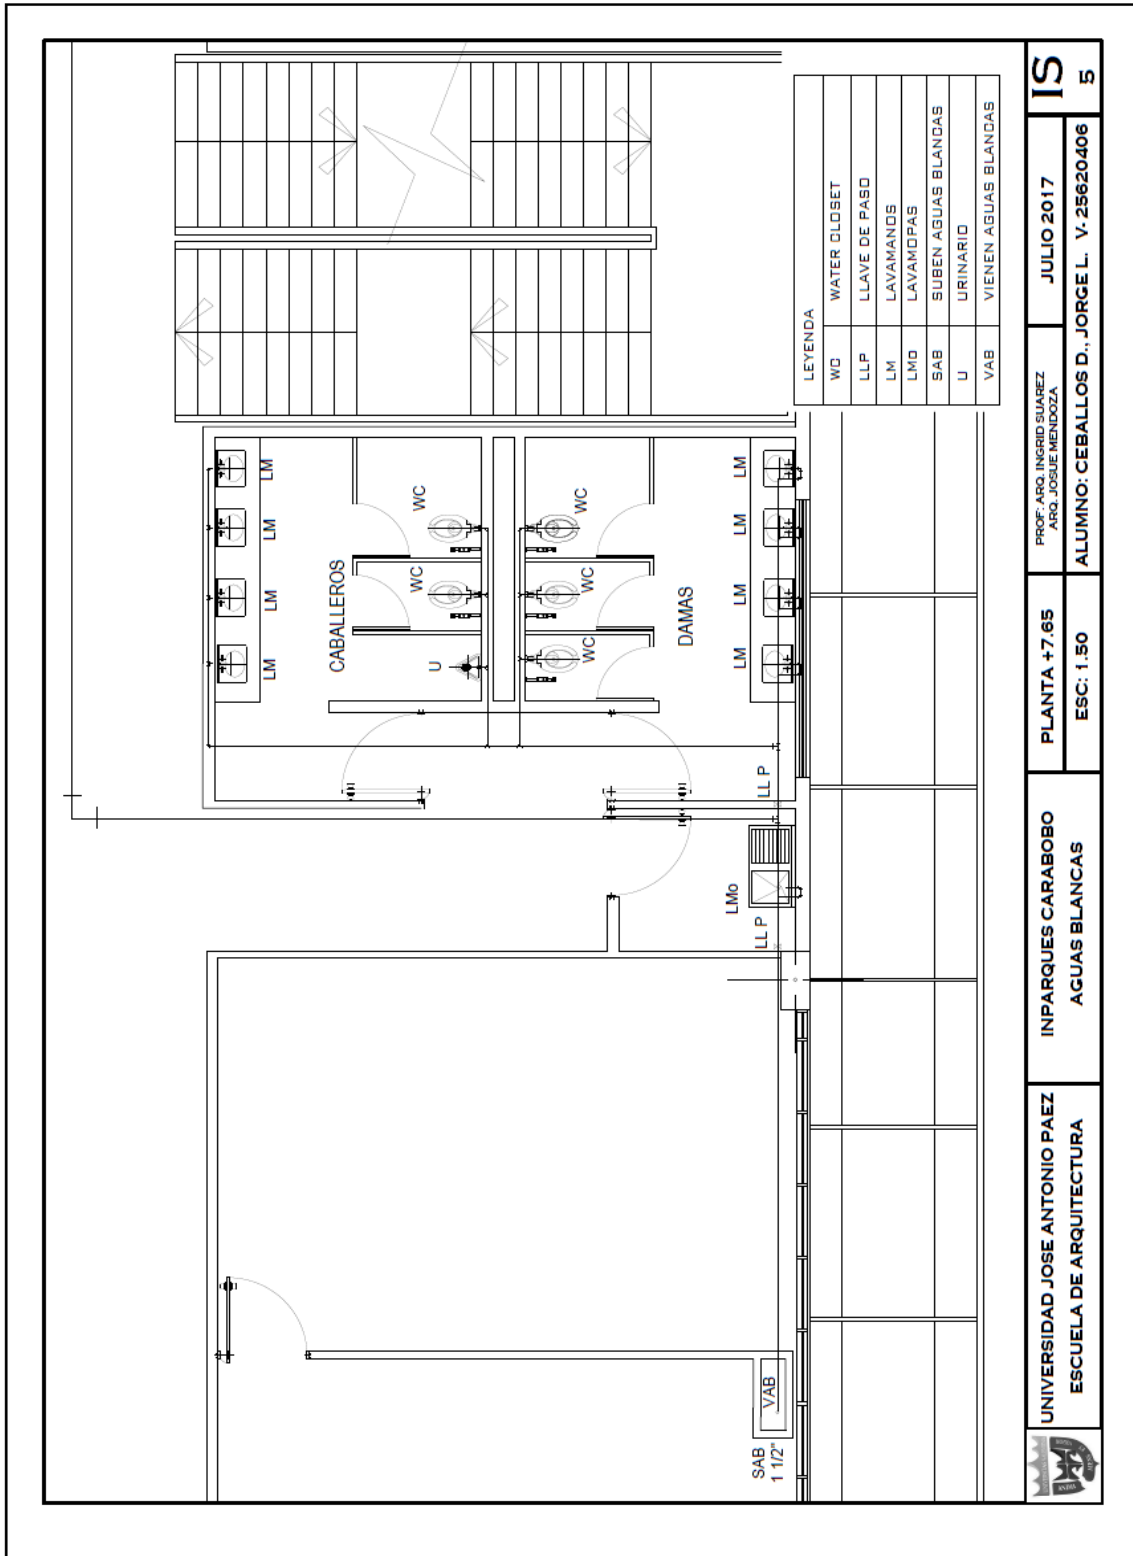 LM
LM
LM
LM
CABALLEROS
WC
WC
U
WC
WC
WC
DAMAS
LM
LM
LM
LM
LMo
LL P
LL P
SAB
1 1/2"
VAB
LEYENDA
WC WATER CLOSET
LLP LLAVE DE PASO
LM LAVAMANOS
LMO LAVAMOPAS
SAB SUBEN AGUAS BLANCAS
U URINARIO
VAB VIENEN AGUAS BLANCAS
UNIVERSIDAD JOSE ANTONIO PAEZ
ESCUELA DE ARQUITECTURA
INPARQUES CARABOBO
AGUAS BLANCAS
PLANTA +7.65
ESC: 1.50
PROF: ARQ. INGRID SUAREZ
ARQ. JOSUE MENDOZA
JULIO 2017
ALUMNO: CEBALLOS D., JORGE L. V- 25620406
IS
5